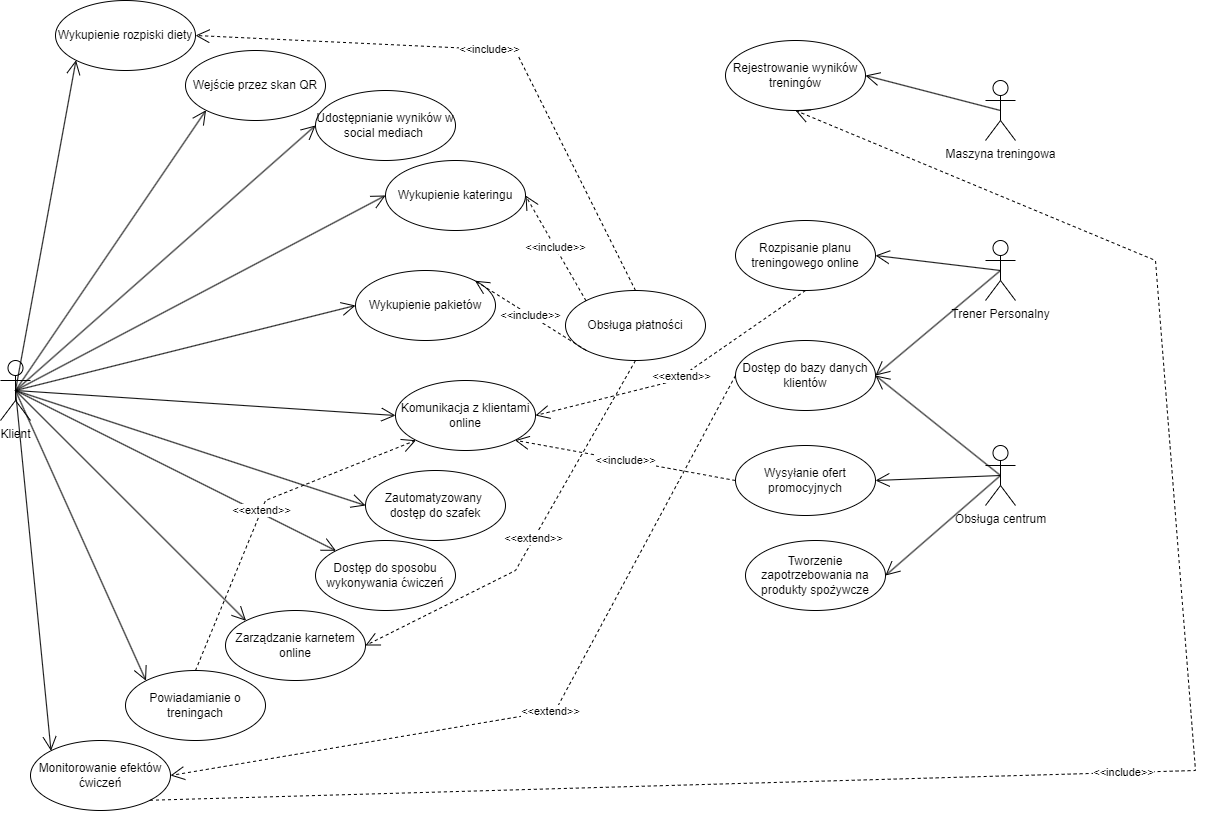 Wykupienie rozpiski diety
<<include>>
Wejście przez skan QR
Udostępnianie wyników w
social mediach
Wykupienie kateringu
<<include>>
Wykupienie pakietów
<<include>>
Obsługa płatności
Klient
Komunikacja z klientami
online
<<extend>>
<<include>>
Zautomatyzowany
dostęp do szafek
<<extend>>
<<extend>>
Dostęp do sposobu
wykonywania ćwiczeń
Zarządzanie karnetem
online
Powiadamianie o
treningach
<<extend>>
Monitorowanie efektów
ćwiczeń
<<include>>
Rejestrowanie wyników
treningów
Maszyna treningowa
Rozpisanie planu
treningowego online
Trener Personalny
Dostęp do bazy danych
klientów
Wysyłanie ofert
promocyjnych
Obsługa centrum
Tworzenie
zapotrzebowania na
produkty spożywcze